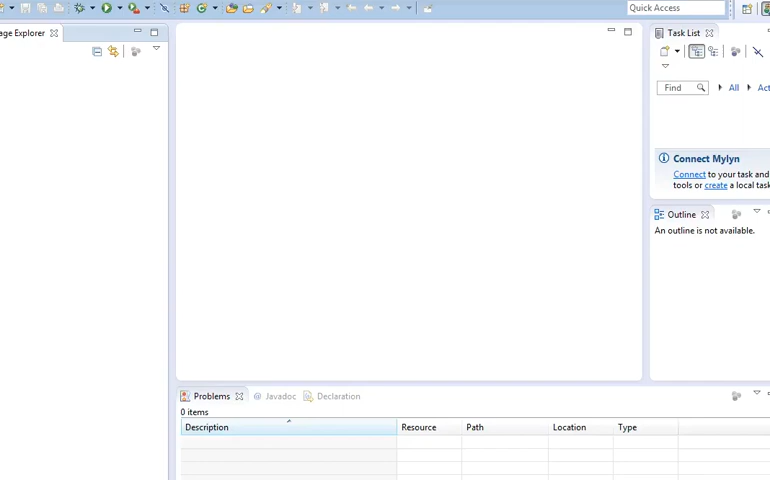 Quick Access
age Explorer
Task List
Find
All
Act
Connect Mylyn
Connect to your task and
tools or create a local task
Outline
An outline is not available.
Problems @ Javadoc Declaration
0 items
Description Resource Path Location Type